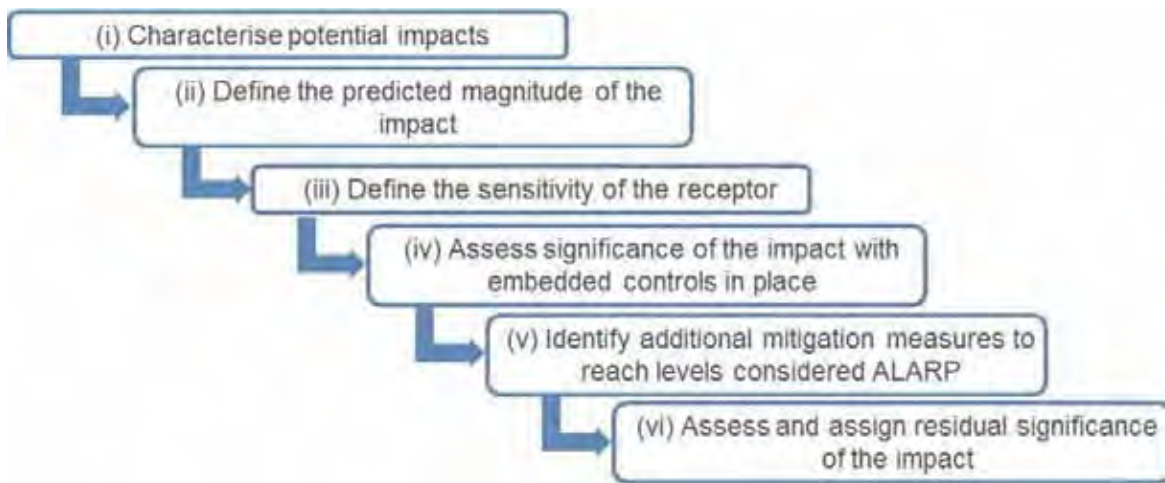 (i) Characterise potential impacts
(ii) Define the predicted magnitude of the
impact
(iii) Define the sensitivity of the receptor
(iv) Assess significance of the impact with
embedded controls in place
(v) Identify additional mitigation measures to
reach levels considered ALARP
(vi) Assess and assign residual significance
of the impact